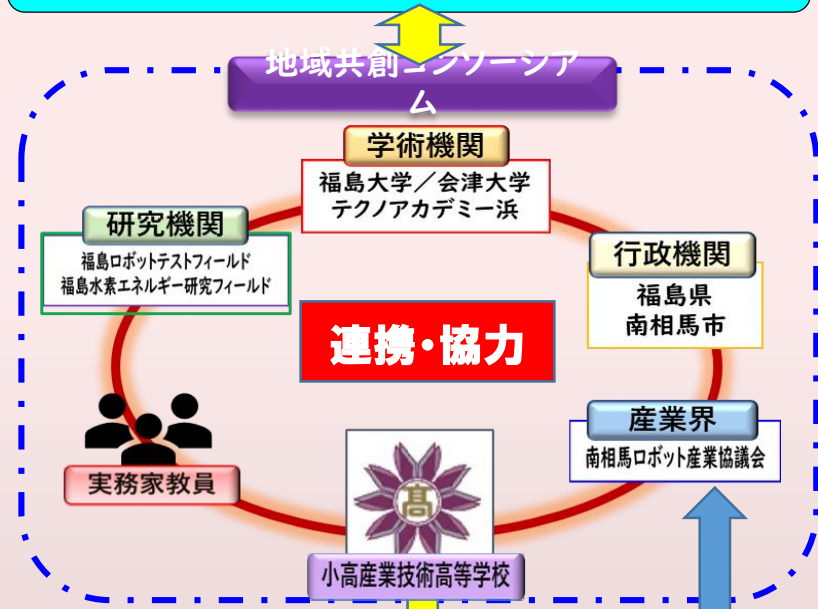 地域共創コンソーシア
ム
学術機関
福島大学／会津大学
テクノアカデミー浜
研究機関
福島ロボットテストフィールド
福島水素エネルギー研究フィールド
行政機関
福島県
南相馬市
連携・協力
産業界
南相馬ロボット産業協議会
実務家教員
高
小高産業技術高等学校